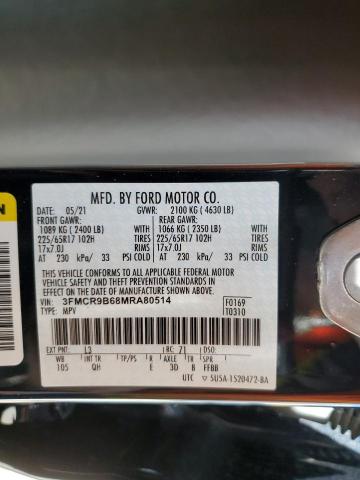 MFD. BY FORD MOTOR CO.
DATE: 05/21 GVWR: 2100 KG ( 4630 LB)
FRONT GAWR: REAR GAWR:
1089 KG ( 2400 LB) WITH 1066 KG ( 2350 LB) WITH
225/65R17 102H TIRES 225/65R17 102H TIRES
17x7.0J RIMS 17x7.0J RIMS
AT 230 kPa/ 33 PSI COLD AT 230 kPa/ 33 PSI COLD
THIS VEHICLE CONFORMS TO ALL APPLICABLE FEDERAL MOTOR
VEHICLE SAFETY AND THEFT PREVENTION STANDARDS IN EFFECT
ON THE DATE OF MANUFACTURE SHOWN ABOVE.
VIN: 3FMCR9B68MRA80514
TYPE: MPV
F0169
T0310
EXT PNT: L3 RC: 71 DSO:
WB INT TR TP/PS R AXLE TR SPR
105 QH E 3D B FFBB
UTC 5U5A-1520472-BA